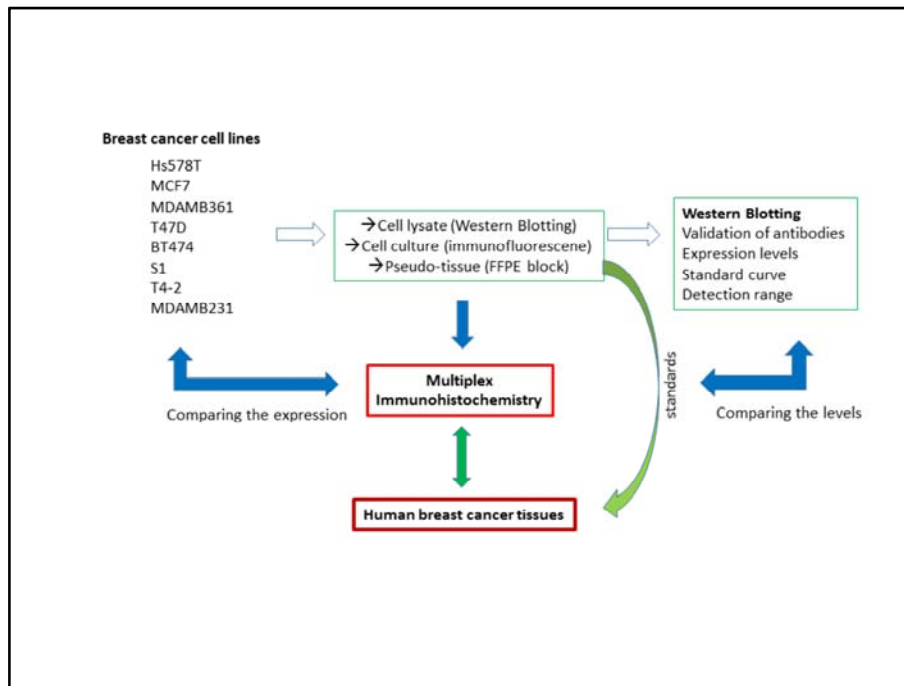 Breast cancer cell lines
Hs578T
MCF7
MDAMB361
T47D
BT474
S1
T4-2
MDAMB231
→Cell lysate (Western Blotting)
→Cell culture (immunofluorescene)
→Pseudo-tissue (FFPE block)
Western Blotting
Validation of antibodies
Expression levels
Standard curve
Detection range
Multiplex
Immunohistochemistry
Comparing the expression
standards
Comparing the levels
Human breast cancer tissues